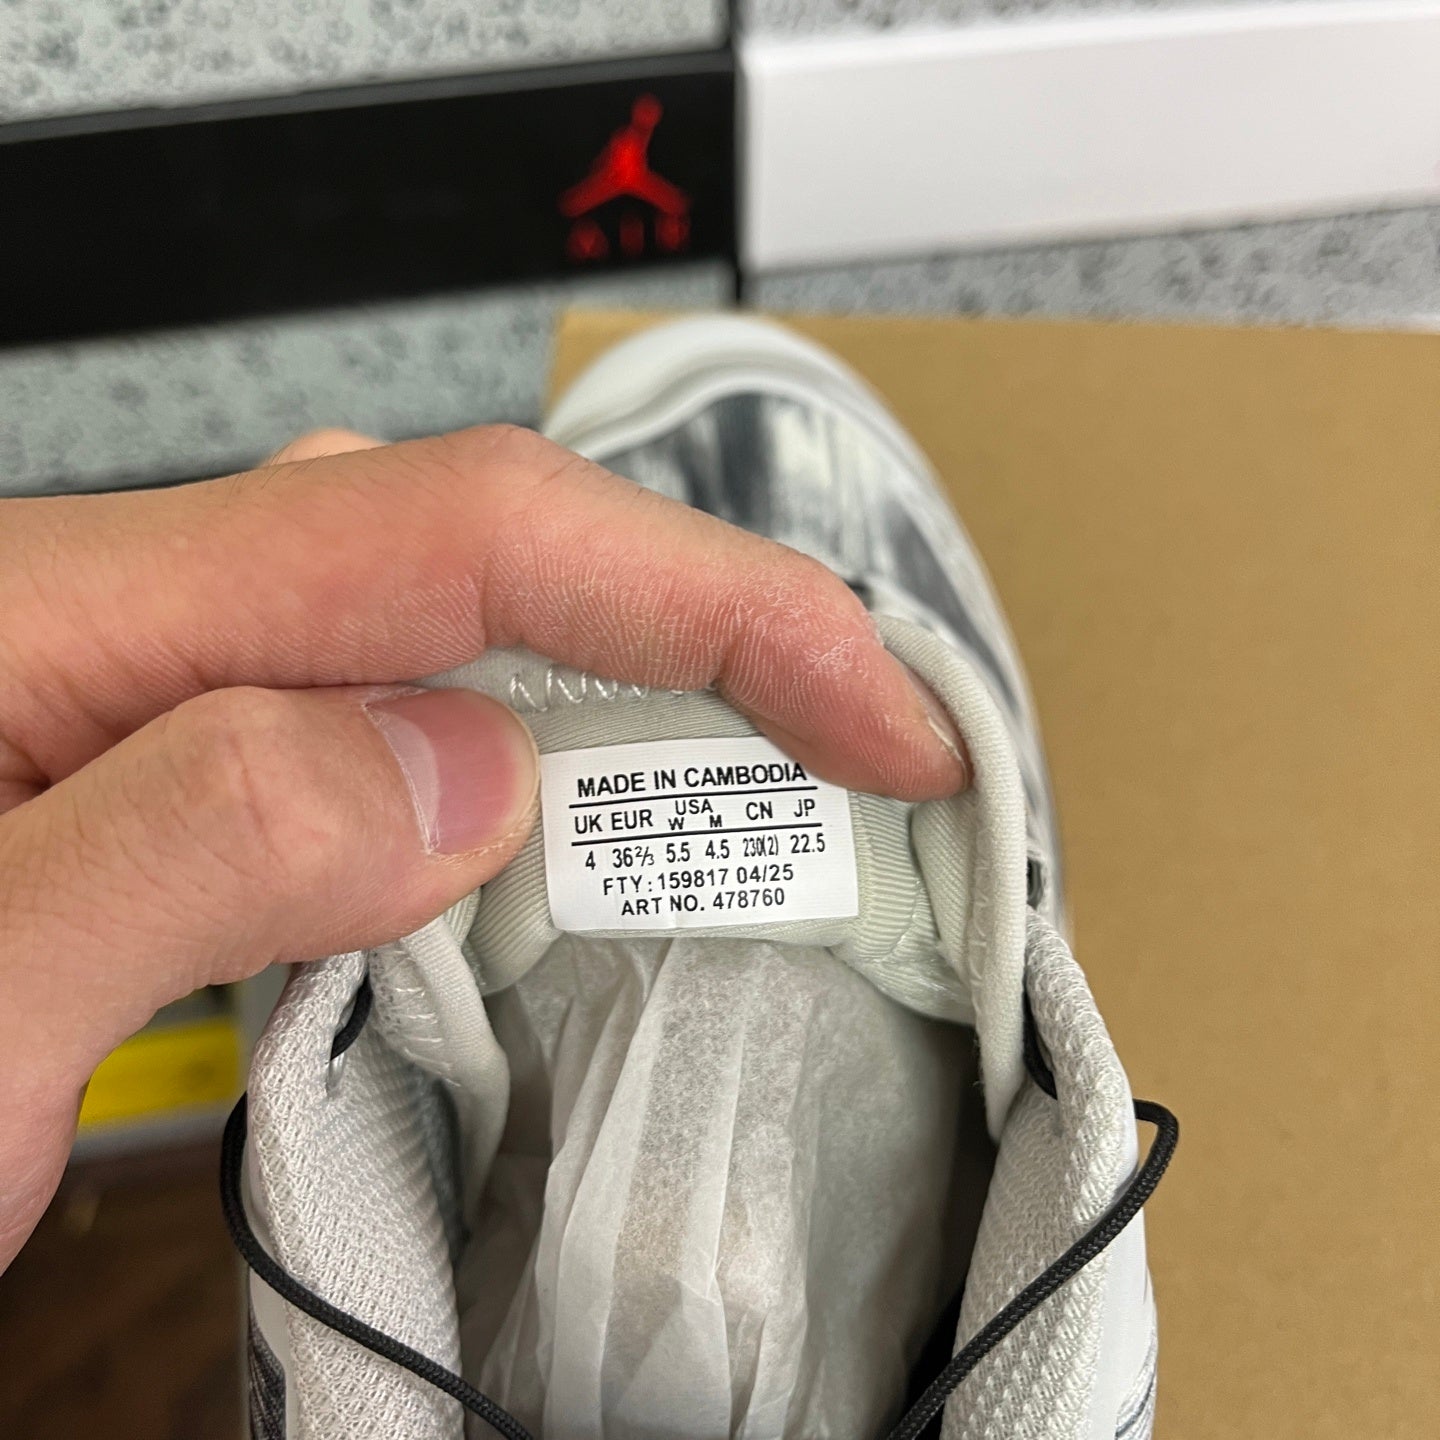 AIR
MADE IN CAMBODIA
UK EUR USA CN JP
W M
4 36⅔ 5.5 4.5 230(2) 22.5
FTY: 159817 04/25
ART NO. 478760